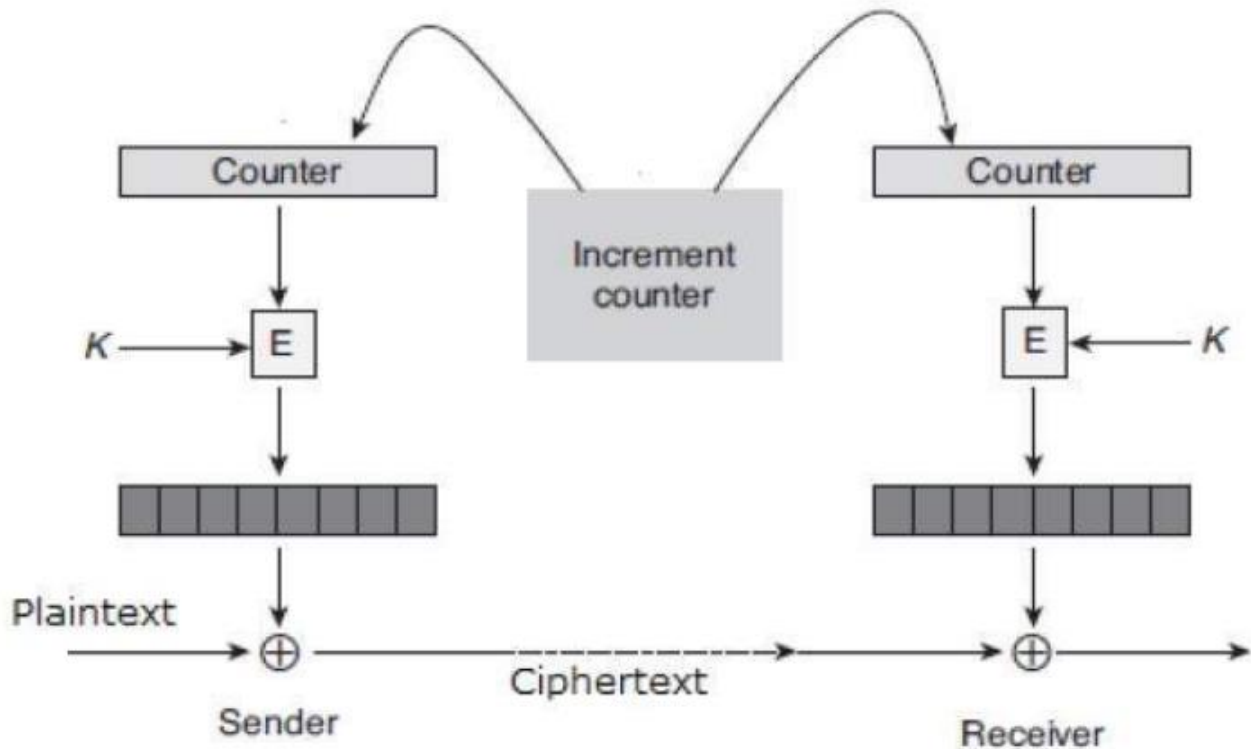 Counter
Counter
Increment
counter
K
E
E
K
Plaintext
Ciphertext
Sender
Receiver